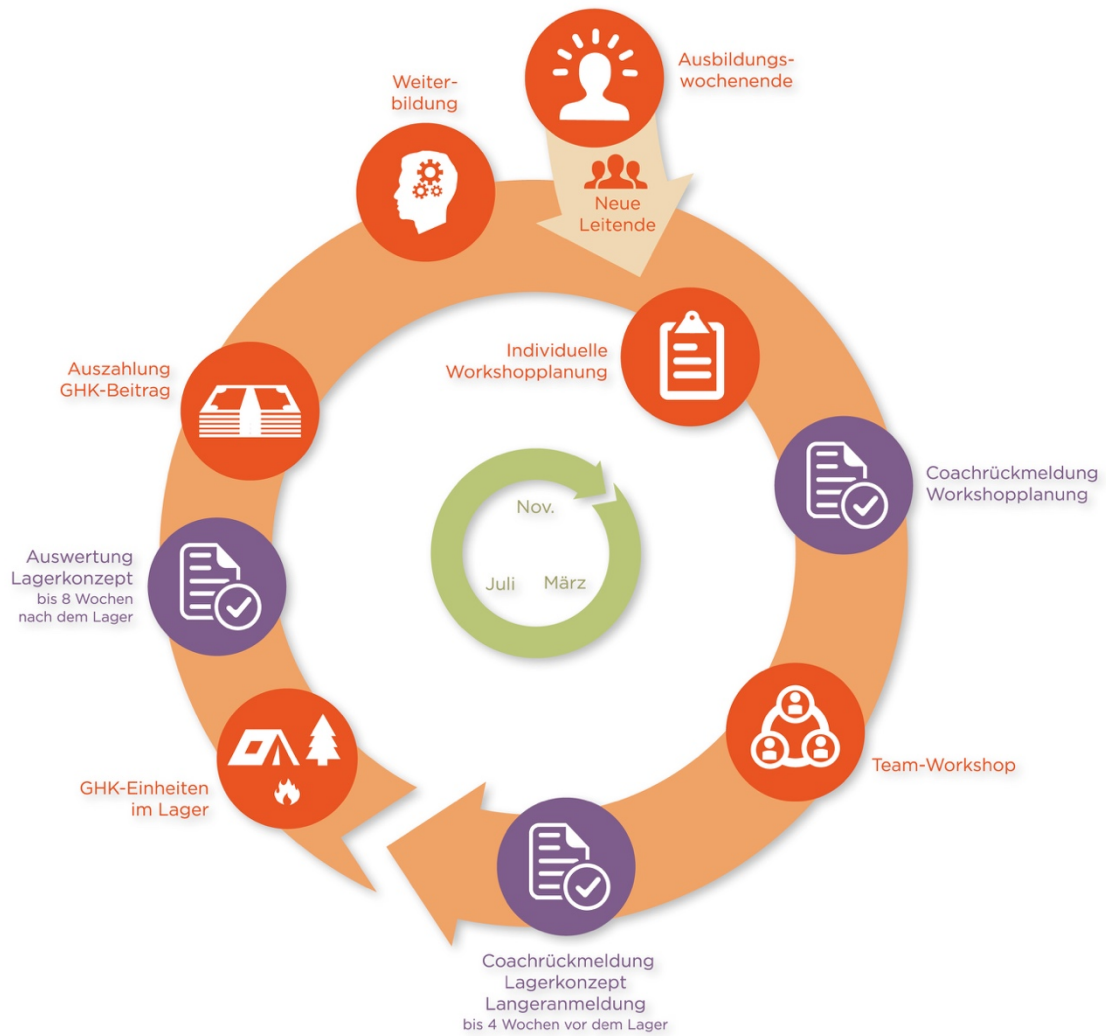 Ausbildungs-
wochenende
Weiter-
bildung
Neue
Leitende
Individuelle
Workshopplanung
Auszahlung
GHK-Beitrag
Coachrückmeldung
Workshopplanung
Nov.
Juli
März
Auswertung
Lagerkonzept
bis 8 Wochen
nach dem Lager
GHK-Einheiten
im Lager
Team-Workshop
Coachrückmeldung
Lagerkonzept
Langeranmeldung
bis 4 Wochen vor dem Lager